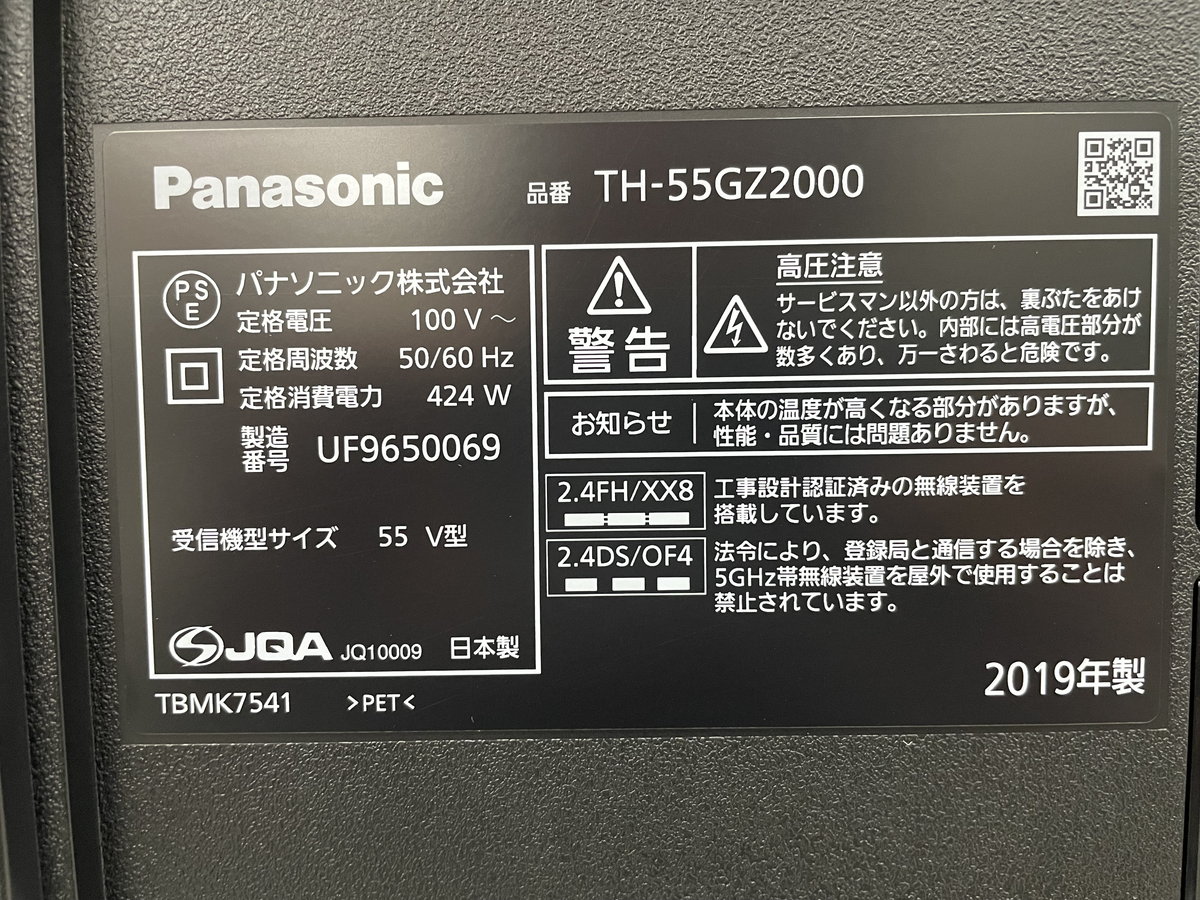 Panasonic
品番 TH-55GZ2000
PSE
パナソニック株式会社
定格電圧 100 V～
定格周波数 50/60 Hz
定格消費電力 424 W
製造番号 UF9650069
受信機型サイズ 55 V型
JQA JQ10009 日本製
警告
高圧注意
サービスマン以外の方は、裏ぶたをあけ
ないでください。内部には高電圧部分が
数多くあり、万一さわると危険です。
お知らせ
本体の温度が高くなる部分がありますが、
性能・品質には問題ありません。
2.4FH/XX8
工事設計認証済みの無線装置を
搭載しています。
2.4DS/OF4
法令により、登録局と通信する場合を除き、
5GHz帯無線装置を屋外で使用することは
禁止されています。
TBMK7541 >PET<
2019年製